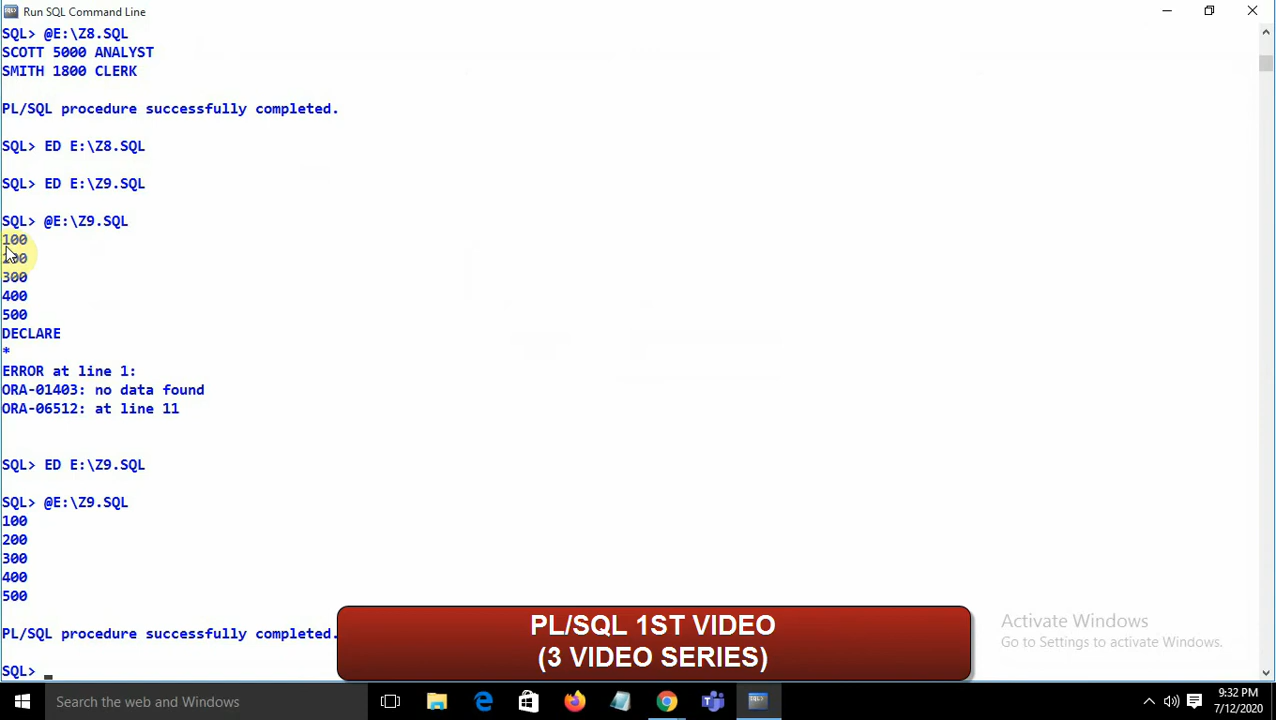 Run SQL Command Line
SQL> @E:\Z8.SQL
SCOTT 5000 ANALYST
SMITH 1800 CLERK
PL/SQL procedure successfully completed.
SQL> ED E:\Z8.SQL
SQL> ED E:\Z9.SQL
SQL> @E:\Z9.SQL
100
200
300
400
500
DECLARE
*
ERROR at line 1:
ORA-01403: no data found
ORA-06512: at line 11
SQL> ED E:\Z9.SQL
SQL> @E:\Z9.SQL
100
200
300
400
500
PL/SQL procedure successfully completed.
SQL>
PL/SQL 1ST VIDEO
(3 VIDEO SERIES)
Activate Windows
Go to Settings to activate Windows.
Search the web and Windows
9:32 PM
7/12/2020